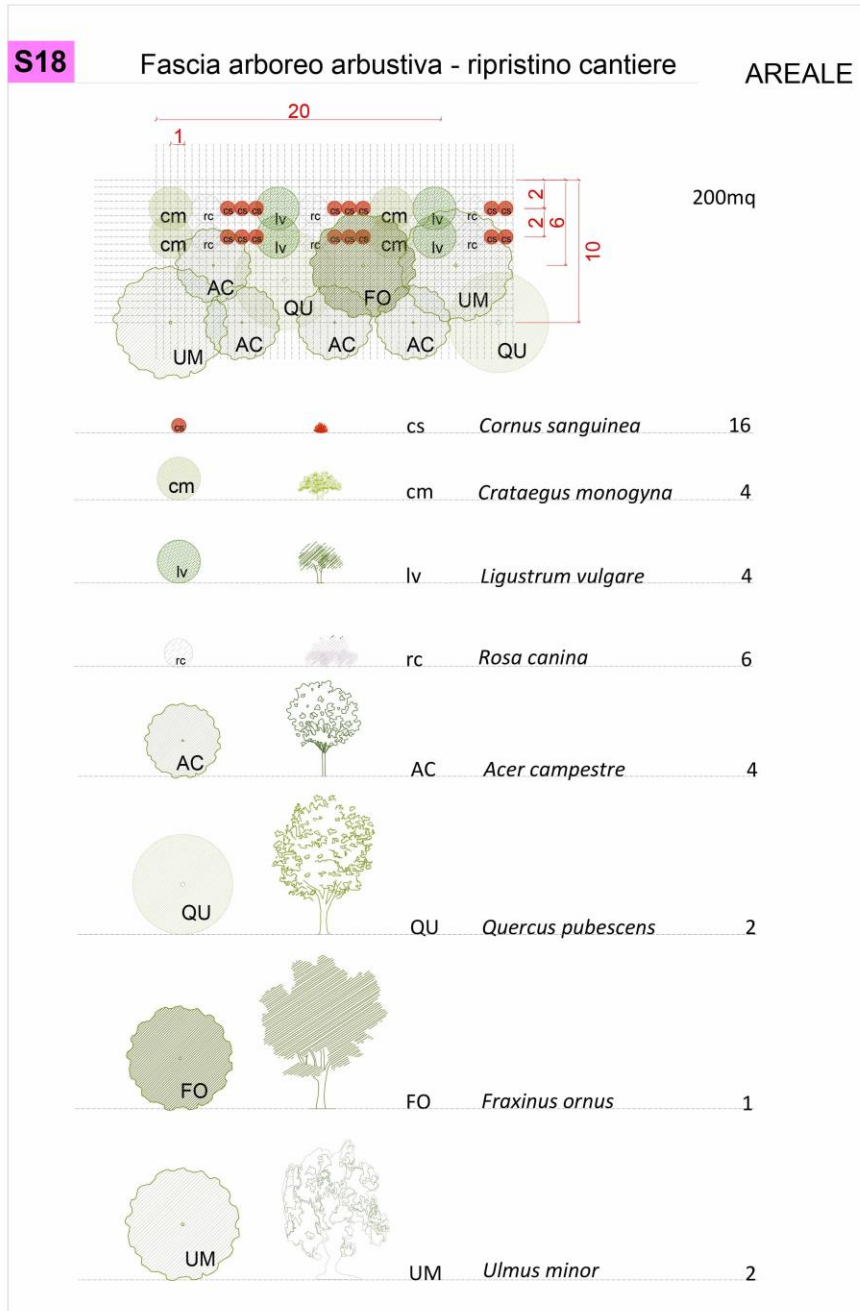 S18 Fascia arboreo arbustiva - ripristino cantiere AREALE
20
1
200mq
2
2 6 10
cm rc cs cs cs lv rc cs cs cs cm lv rc cs cs
cm rc cs cs cs lv rc cs cs cs cm lv rc cs cs
AC QU FO UM
UM AC AC AC QU
cs cs Cornus sanguinea 16
cm cm Crataegus monogyna 4
lv lv Ligustrum vulgare 4
rc rc Rosa canina 6
AC AC Acer campestre 4
QU QU Quercus pubescens 2
FO FO Fraxinus ornus 1
UM UM Ulmus minor 2